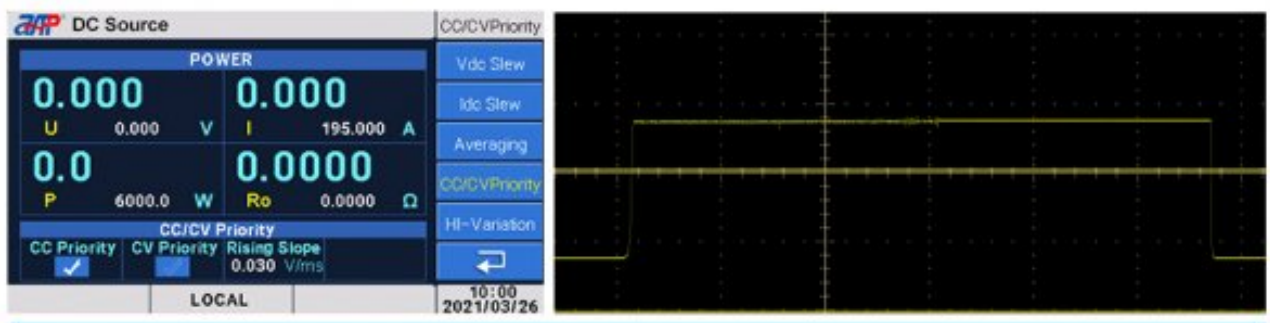 DC Source
CC/CVPriority
POWER
0.000 0.000
U 0.000 V I 195.000 A
0.0 0.0000
P 6000.0 W Ro 0.0000 Ω
CC/CV Priority
CC Priority CV Priority Rising Slope
0.030 V/ms
Vdc Slew
Idc Slew
Averaging
CC/CVPriority
HI-Variation
LOCAL
10:00
2021/03/26